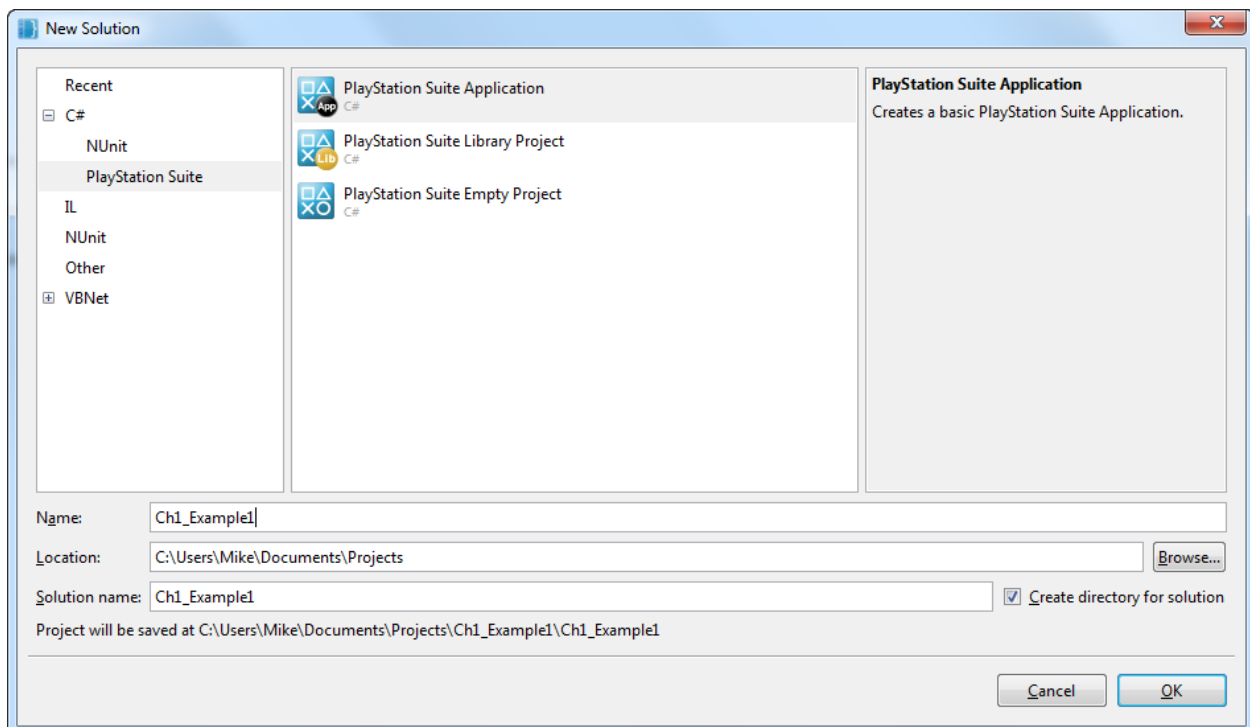 New Solution
Recent
C#
NUnit
PlayStation Suite
IL
NUnit
Other
VBNet
PlayStation Suite Application
App
C#
PlayStation Suite Library Project
Lib
C#
PlayStation Suite Empty Project
C#
PlayStation Suite Application
Creates a basic PlayStation Suite Application.
Name: Ch1_Example1
Location: C:\Users\Mike\Documents\Projects Browse...
Solution name: Ch1_Example1 Create directory for solution
Project will be saved at C:\Users\Mike\Documents\Projects\Ch1_Example1\Ch1_Example1
Cancel OK